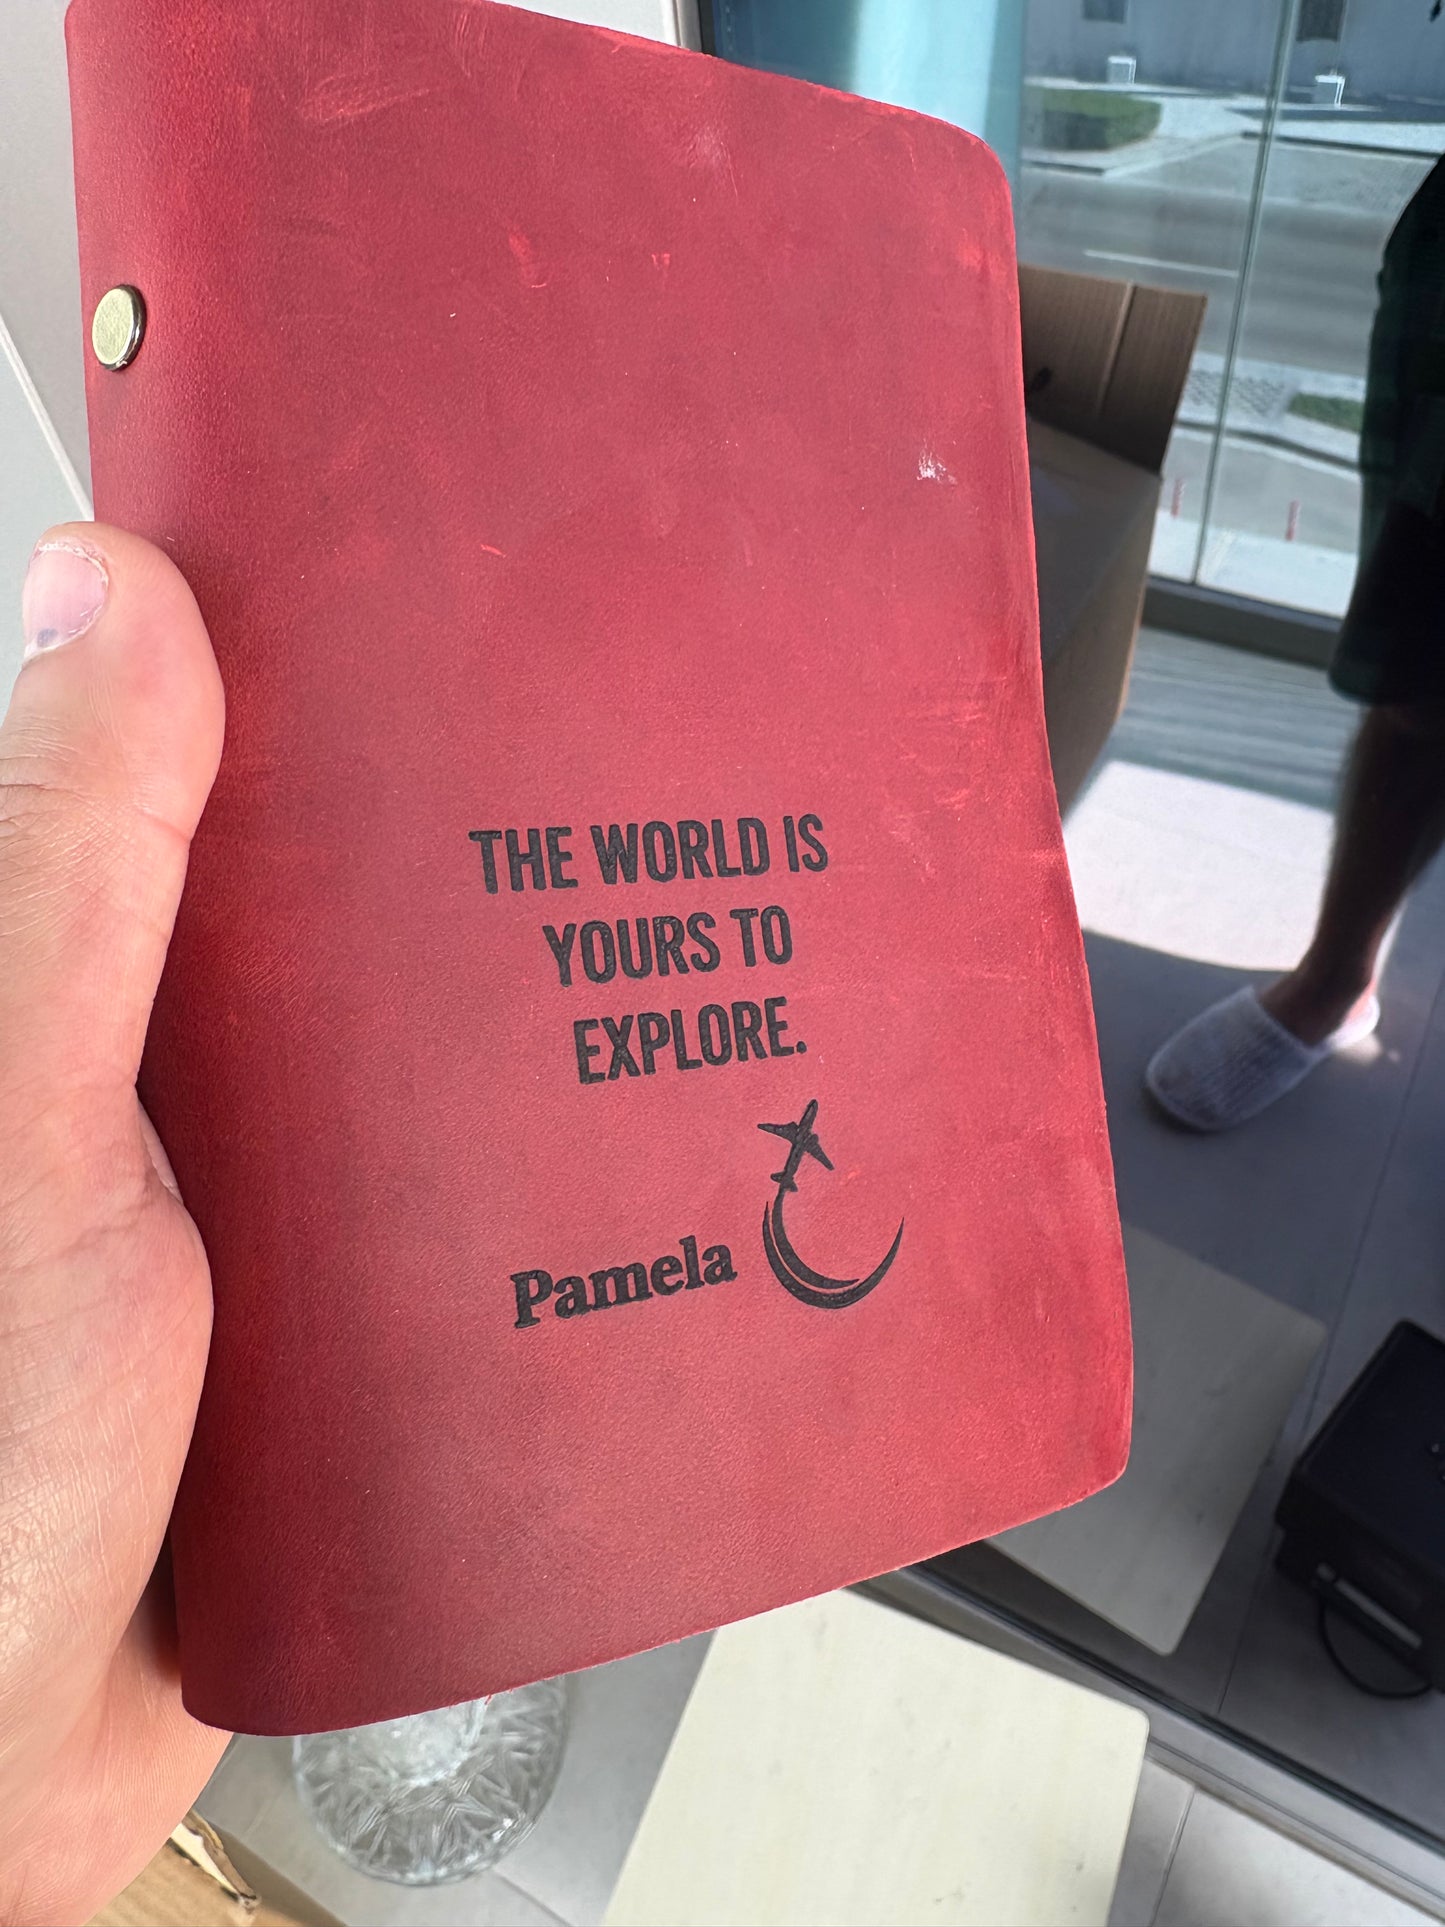 THE WORLD IS
YOURS TO
EXPLORE.
Pamela